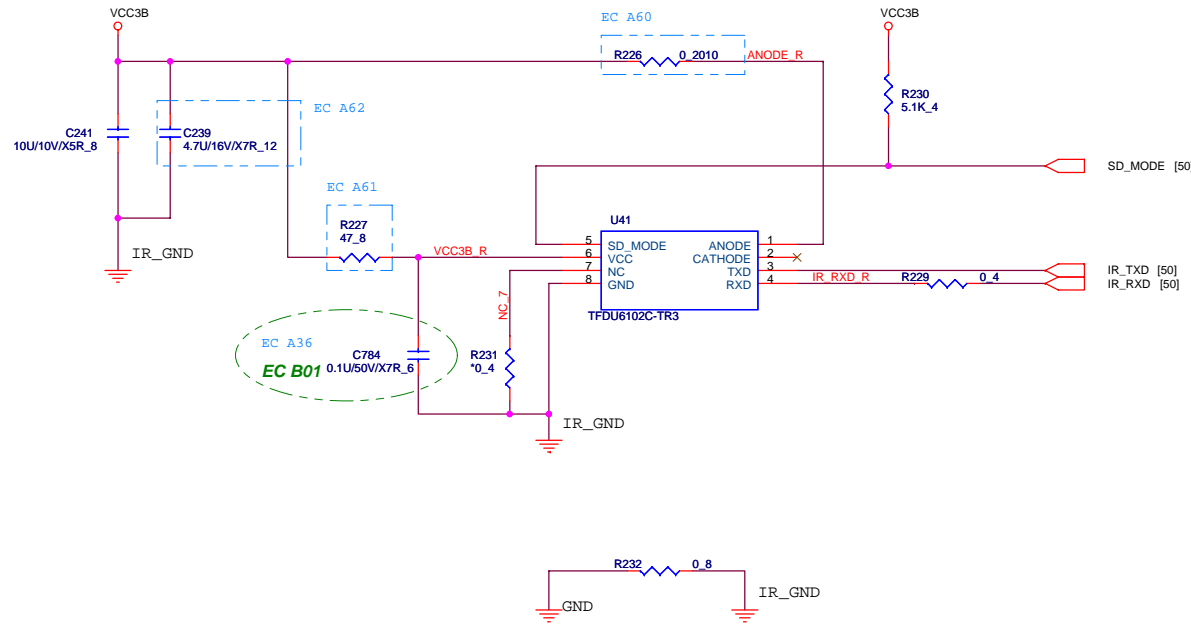 VCC3B
VCC3B
EC A60
R226 0_2010 ANODE_R
R230
5.1K_4
EC A62
C241
10U/10V/X5R_8
C239
4.7U/16V/X7R_12
SD_MODE [50]
EC A61
R227
47_8
U41
IR_GND
VCC3B_R
5 SD_MODE ANODE 1
6 VCC CATHODE 2
7 NC TXD 3
8 GND RXD 4
IR_TXD [50]
IR_RXD_R R229 0_4 IR_RXD [50]
NC_7
TFDU6102C-TR3
EC A36
EC B01
C784
0.1U/50V/X7R_6
R231
*0_4
IR_GND
R232 0_8
GND
IR_GND